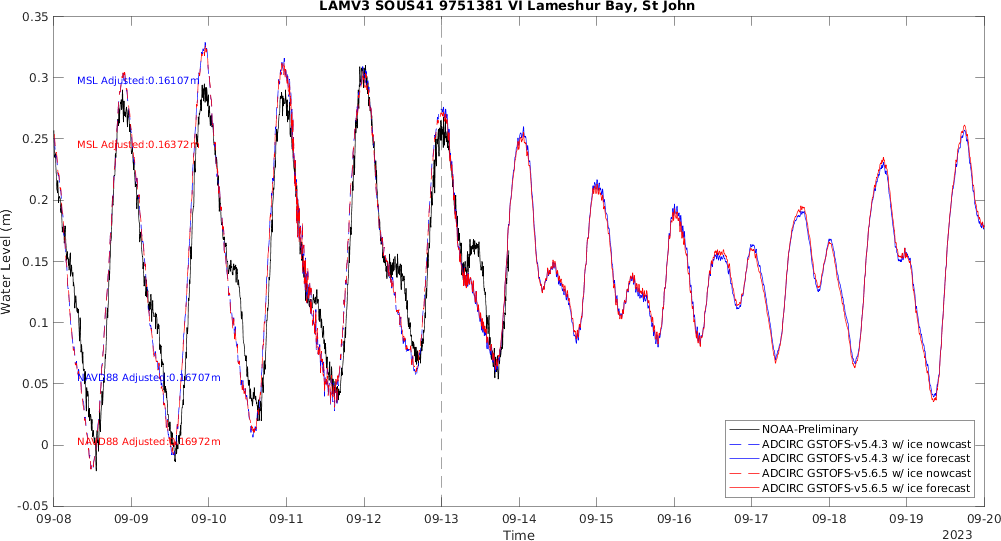 LAMV3 SOUS41 9751381 VI Lameshur Bay, St John
0.35
0.3
0.25
0.2
0.15
0.1
0.05
0
-0.05
Water Level (m)
MSL Adjusted:0.16107m
MSL Adjusted:0.16372m
NAVD88 Adjusted:0.16707m
NAVD88 Adjusted:0.16972m
NOAA-Preliminary
ADCIRC GSTOFS-v5.4.3 w/ ice nowcast
ADCIRC GSTOFS-v5.4.3 w/ ice forecast
ADCIRC GSTOFS-v5.6.5 w/ ice nowcast
ADCIRC GSTOFS-v5.6.5 w/ ice forecast
09-08 09-09 09-10 09-11 09-12 09-13 09-14 09-15 09-16 09-17 09-18 09-19 09-20
Time
2023